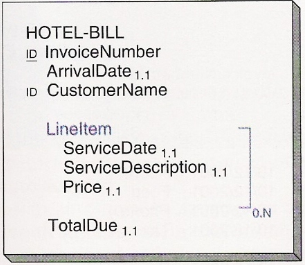 HOTEL-BILL
ID InvoiceNumber
ArrivalDate 1.1
ID CustomerName
LineItem
ServiceDate 1.1
ServiceDescription 1.1
Price 1.1
0.N
TotalDue 1.1